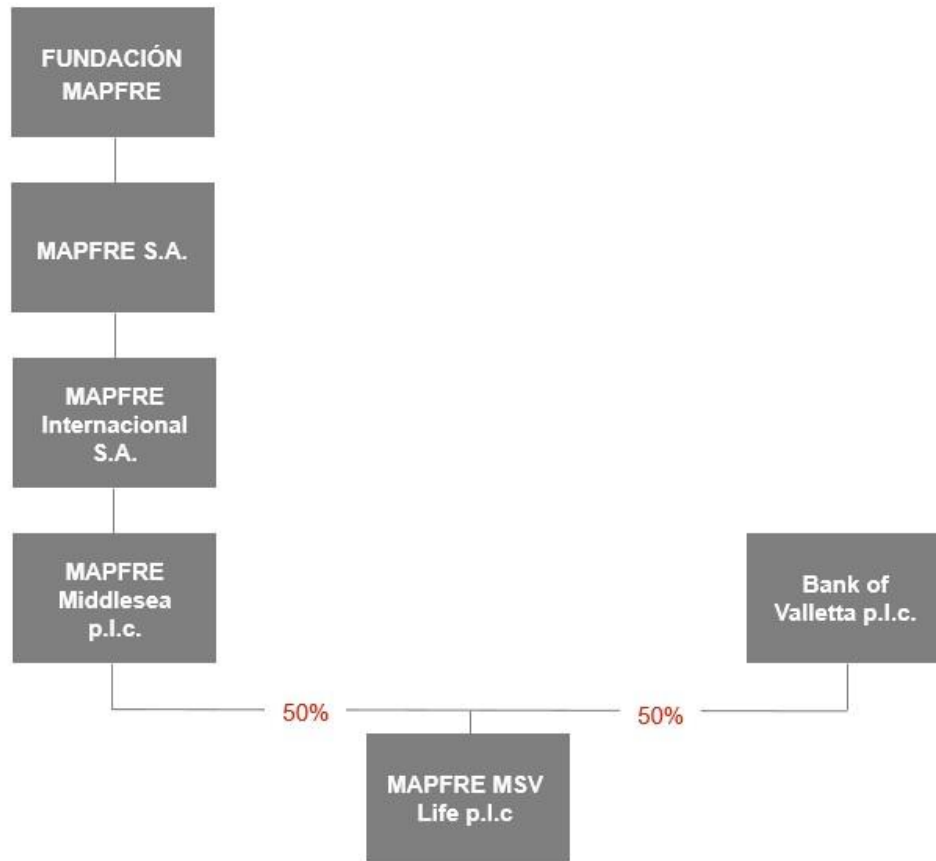 FUNDACIÓN
MAPFRE
MAPFRE S.A.
MAPFRE
Internacional
S.A.
MAPFRE
Middlesea
p.l.c.
Bank of
Valletta p.l.c.
50%
50%
MAPFRE MSV
Life p.l.c